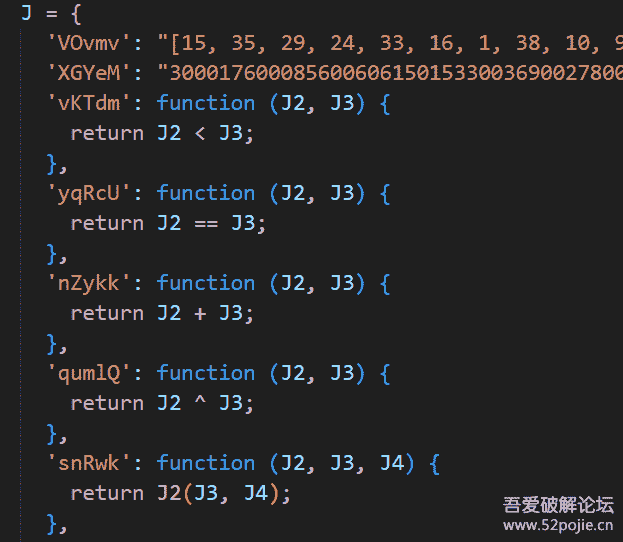 J = {
'VOvmv': "[15, 35, 29, 24, 33, 16, 1, 38, 10, 9
'XGYeM': "3000176000856006061501533003690027800
'vKTdm': function (J2, J3) {
return J2 < J3;
},
'yqRcU': function (J2, J3) {
return J2 == J3;
},
'nZykk': function (J2, J3) {
return J2 + J3;
},
'qumlQ': function (J2, J3) {
return J2 ^ J3;
},
'snRwk': function (J2, J3, J4) {
return J2(J3, J4);
},
吾爱破解论坛
www.52pojie.cn